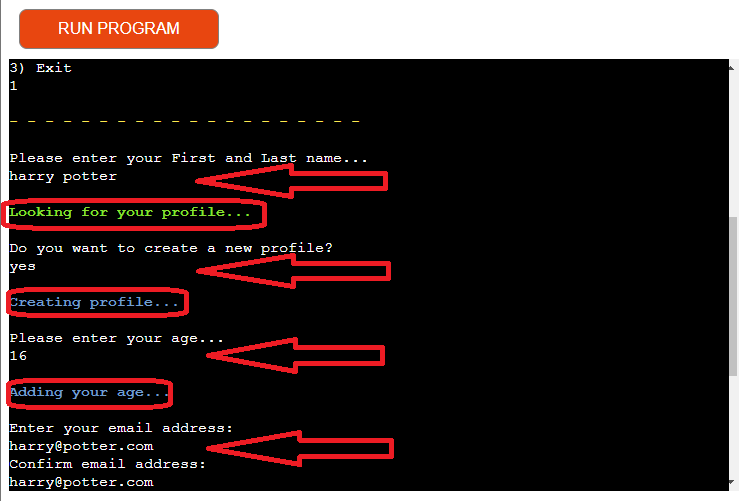 RUN PROGRAM
3) Exit
1
- - - - - - - - - - - - - - - - - - - -
Please enter your First and Last name...
harry potter
Looking for your profile...
Do you want to create a new profile?
yes
Creating profile...
Please enter your age...
16
Adding your age...
Enter your email address:
harry@potter.com
Confirm email address:
harry@potter.com